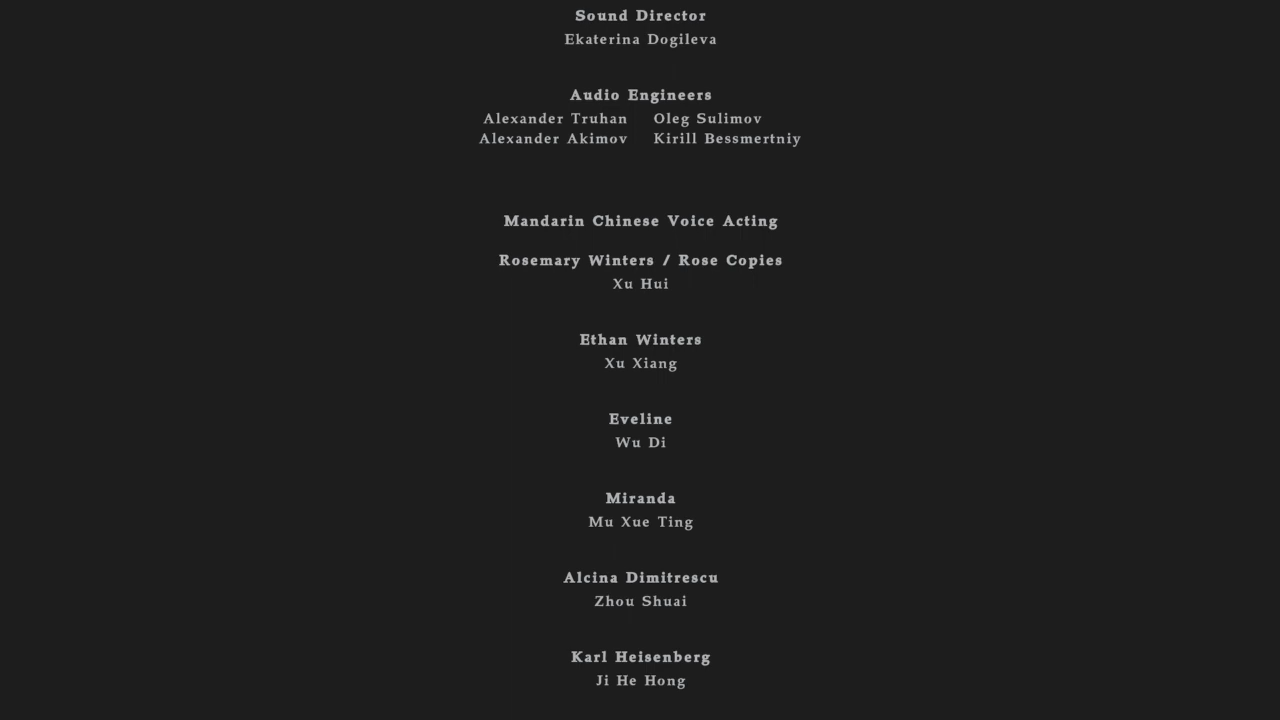 Sound Director
Ekaterina Dogileva
Audio Engineers
Alexander Truhan Oleg Sulimov
Alexander Akimov Kirill Bessmertniy
Mandarin Chinese Voice Acting
Rosemary Winters / Rose Copies
Xu Hui
Ethan Winters
Xu Xiang
Eveline
Wu Di
Miranda
Mu Xue Ting
Alcina Dimitrescu
Zhou Shuai
Karl Heisenberg
Ji He Hong